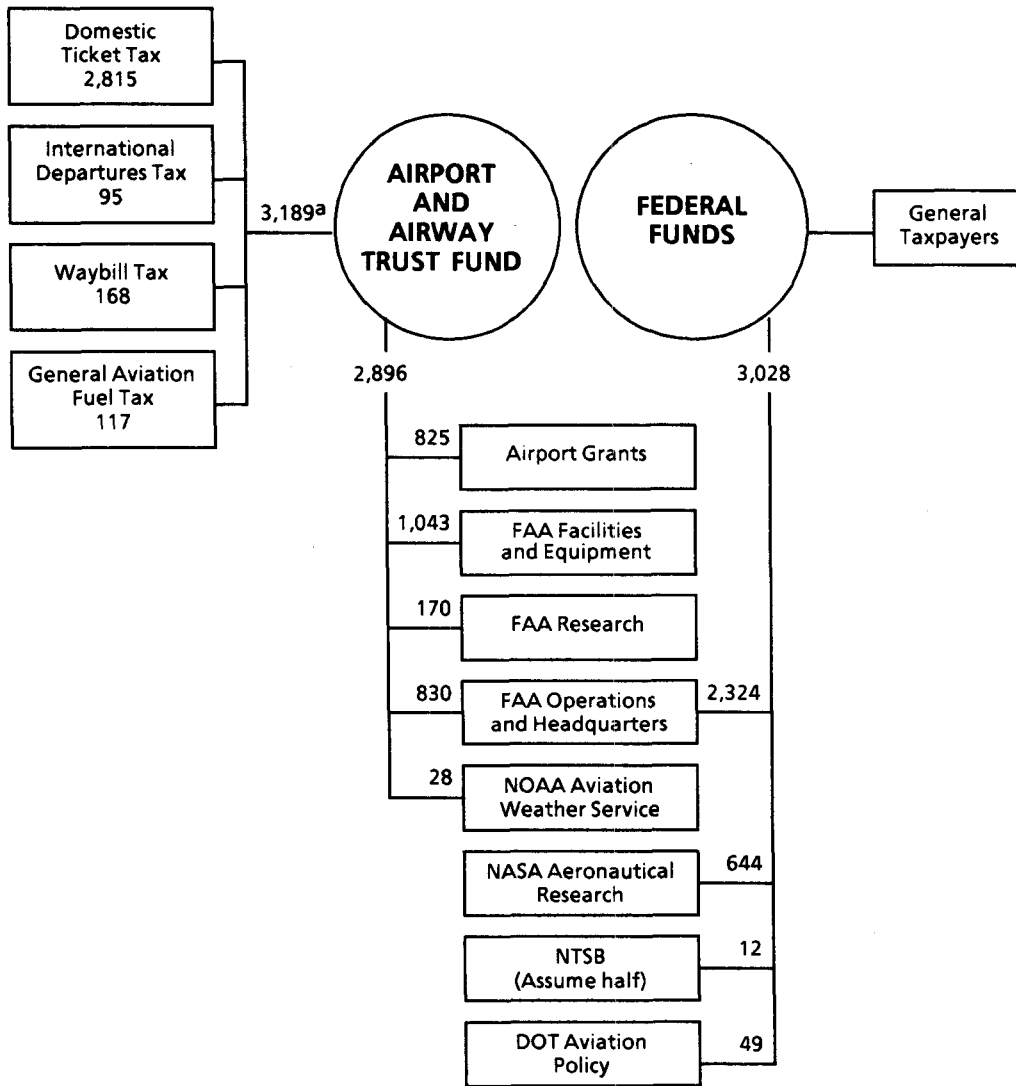 Domestic
Ticket Tax
2,815
International
Departures Tax
95
Waybill Tax
168
General Aviation
Fuel Tax
117
3,189a
AIRPORT
AND
AIRWAY
TRUST FUND
FEDERAL
FUNDS
General
Taxpayers
2,896
3,028
825
Airport Grants
1,043
FAA Facilities
and Equipment
170
FAA Research
830
FAA Operations
and Headquarters
2,324
28
NOAA Aviation
Weather Service
NASA Aeronautical
Research
644
NTSB
(Assume half)
12
DOT Aviation
Policy
49